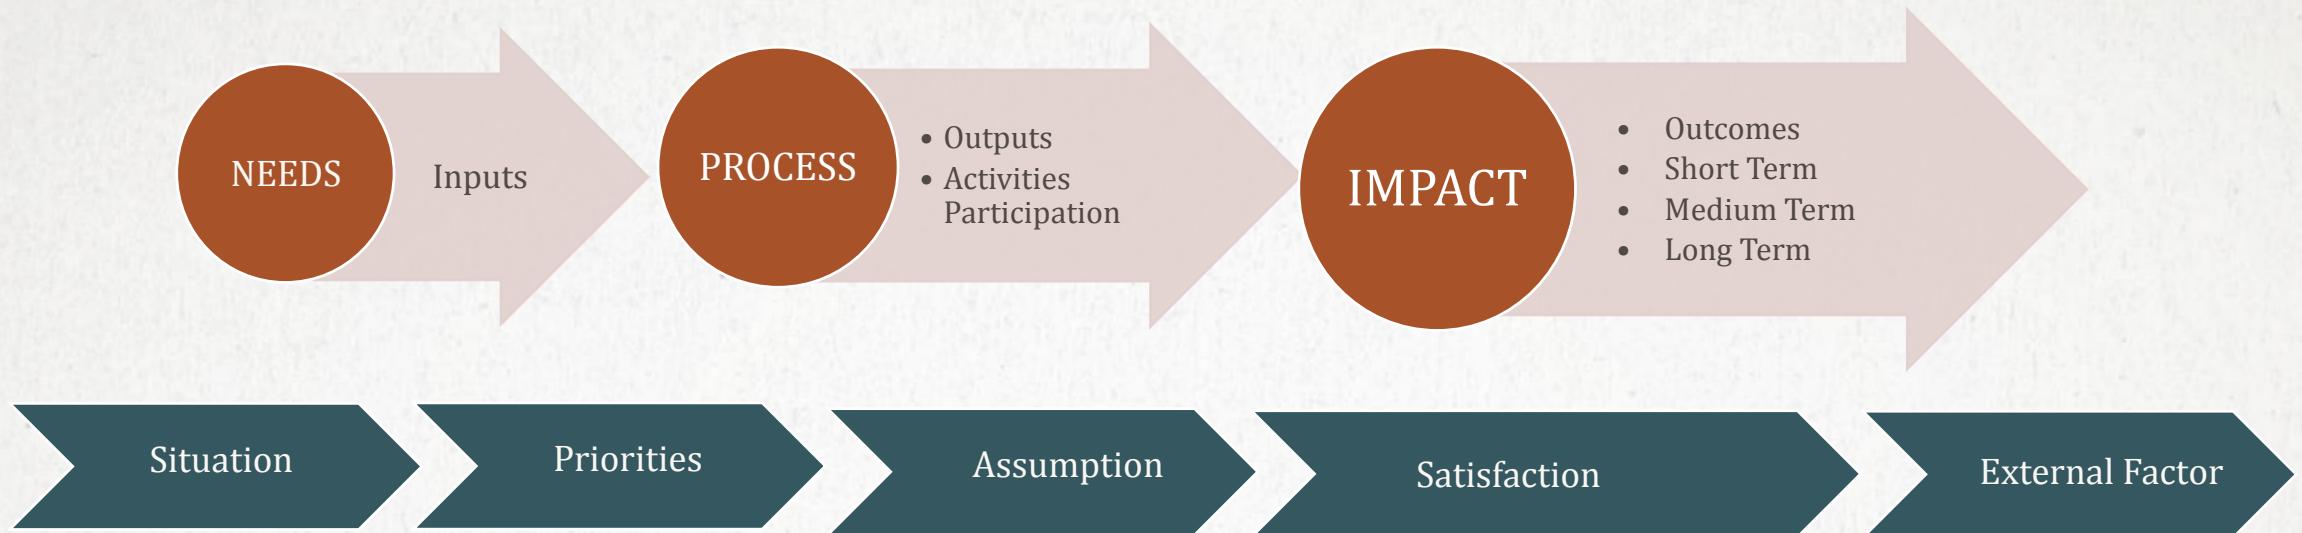 NEEDS
Inputs
PROCESS
• Outputs
• Activities
Participation
IMPACT
• Outcomes
• Short Term
• Medium Term
• Long Term
Situation
Priorities
Assumption
Satisfaction
External Factor